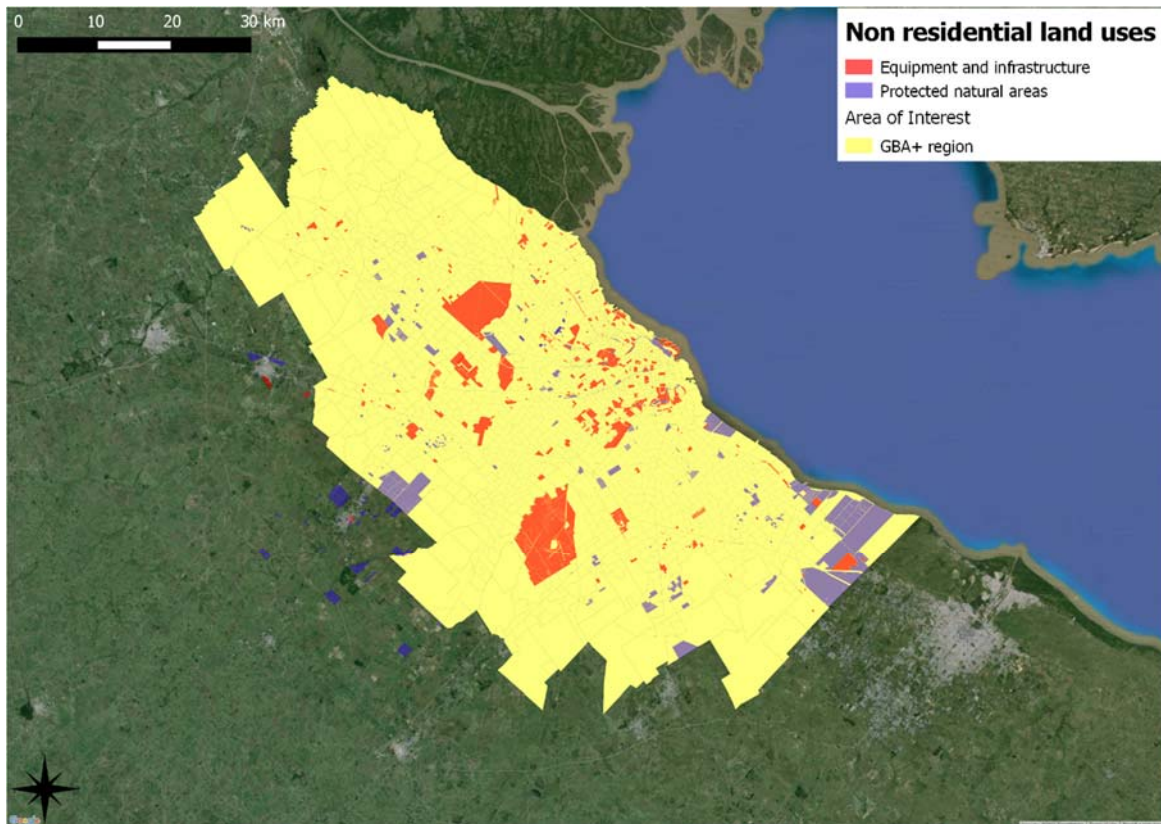 0 10 20 30 km
Non residential land uses
Equipment and infrastructure
Protected natural areas
Area of Interest
GBA+ region
Google